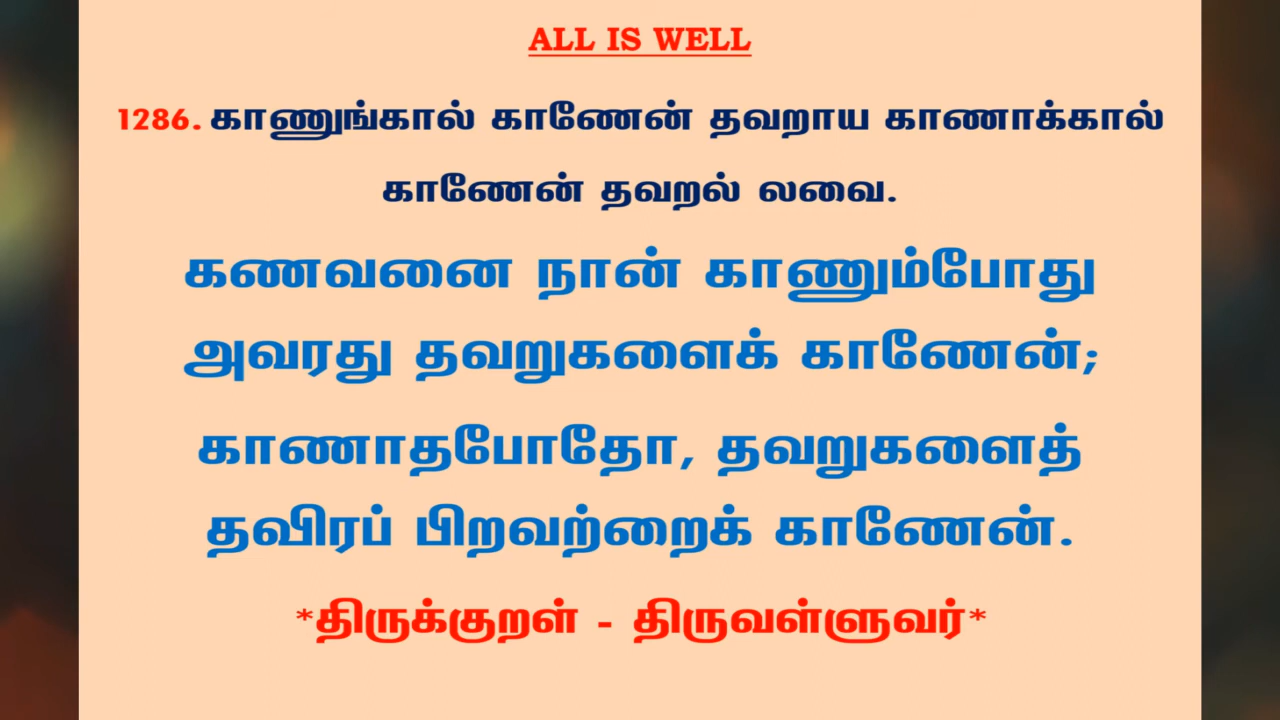 ALL IS WELL
1286. காணுங்கால் காணேன் தவறாய காணாக்கால்
காணேன் தவறல் லவை.
கணவனை நான் காணும்போது
அவரது தவறுகளைக் காணேன்;
காணாதபோதோ, தவறுகளைத்
தவிரப் பிறவற்றைக் காணேன்.
*திருக்குறள் - திருவள்ளுவர்*